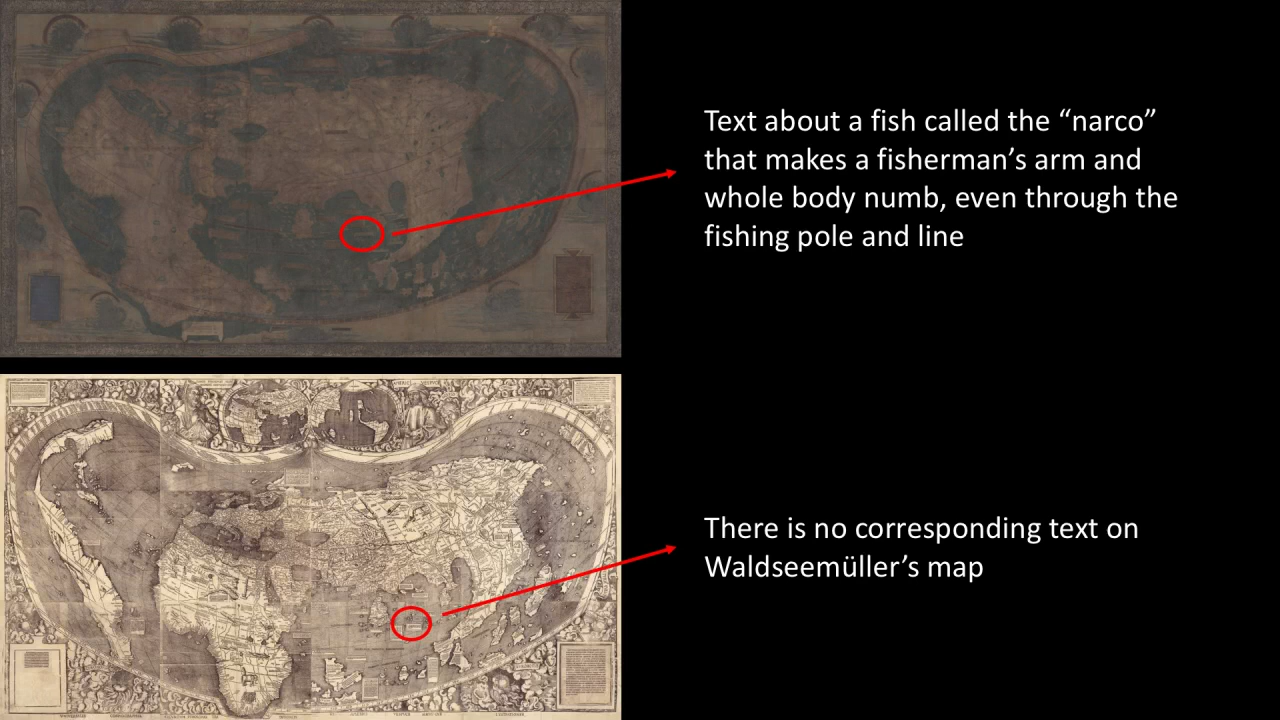 Text about a fish called the “narco”
that makes a fisherman’s arm and
whole body numb, even through the
fishing pole and line
There is no corresponding text on
Waldseemüller’s map